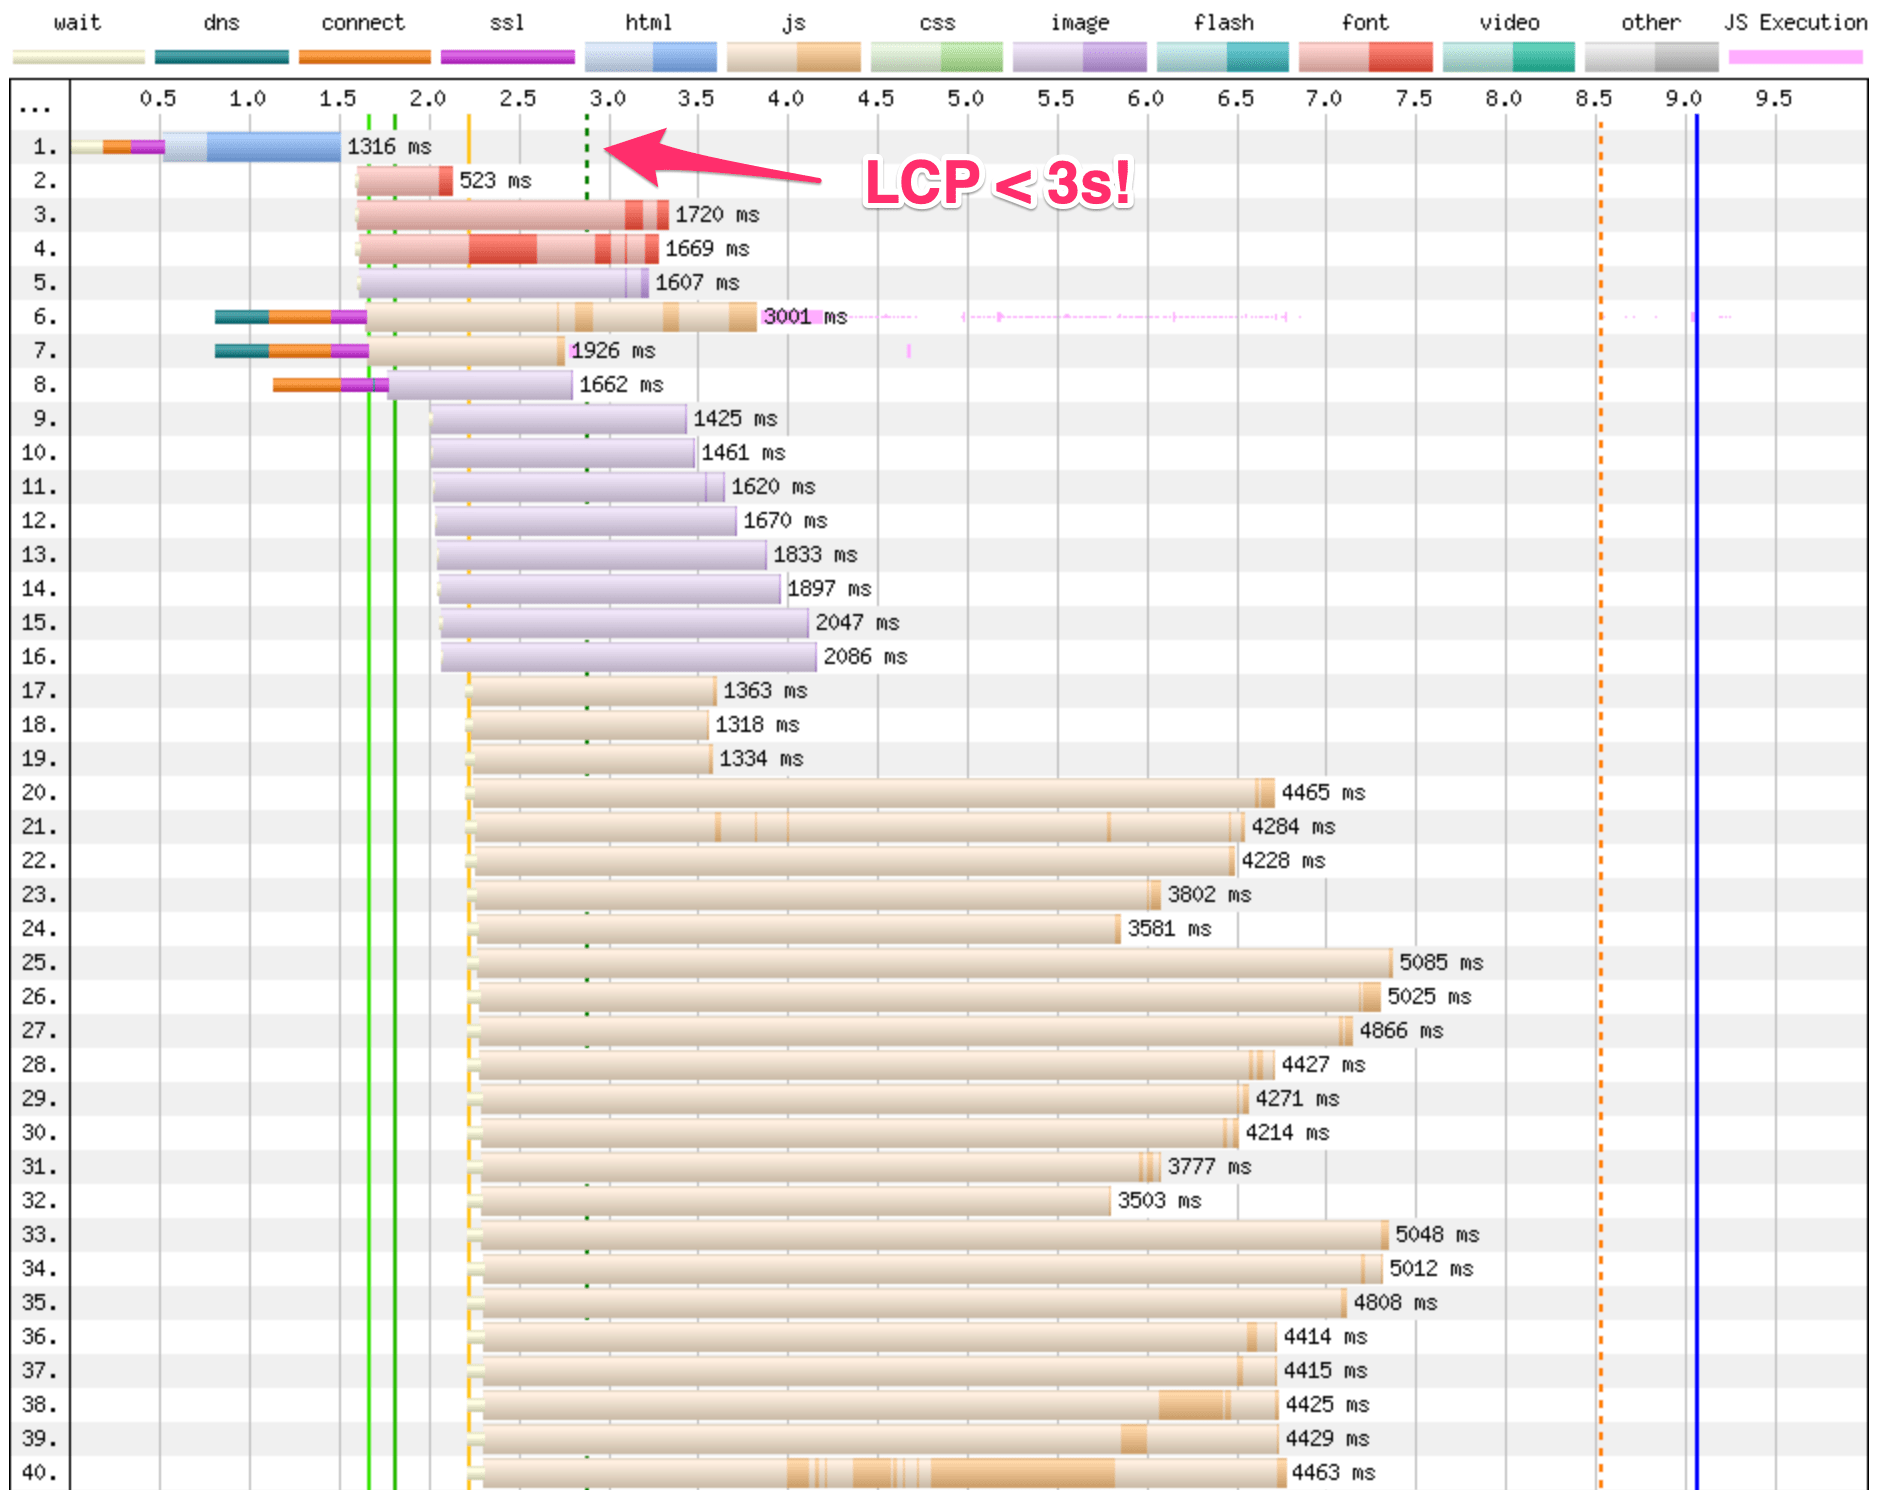 wait dns connect ssl html js css image flash font video other JS Execution
... 0.5 1.0 1.5 2.0 2.5 3.0 3.5 4.0 4.5 5.0 5.5 6.0 6.5 7.0 7.5 8.0 8.5 9.0 9.5
1. 1316 ms
LCP < 3s!
2. 523 ms
3. 1720 ms
4. 1669 ms
5. 1607 ms
6. 3001 ms
7. 1926 ms
8. 1662 ms
9. 1425 ms
10. 1461 ms
11. 1620 ms
12. 1670 ms
13. 1833 ms
14. 1897 ms
15. 2047 ms
16. 2086 ms
17. 1363 ms
18. 1318 ms
19. 1334 ms
20. 4465 ms
21. 4284 ms
22. 4228 ms
23. 3802 ms
24. 3581 ms
25. 5085 ms
26. 5025 ms
27. 4866 ms
28. 4427 ms
29. 4271 ms
30. 4214 ms
31. 3777 ms
32. 3503 ms
33. 5048 ms
34. 5012 ms
35. 4808 ms
36. 4414 ms
37. 4415 ms
38. 4425 ms
39. 4429 ms
40. 4463 ms